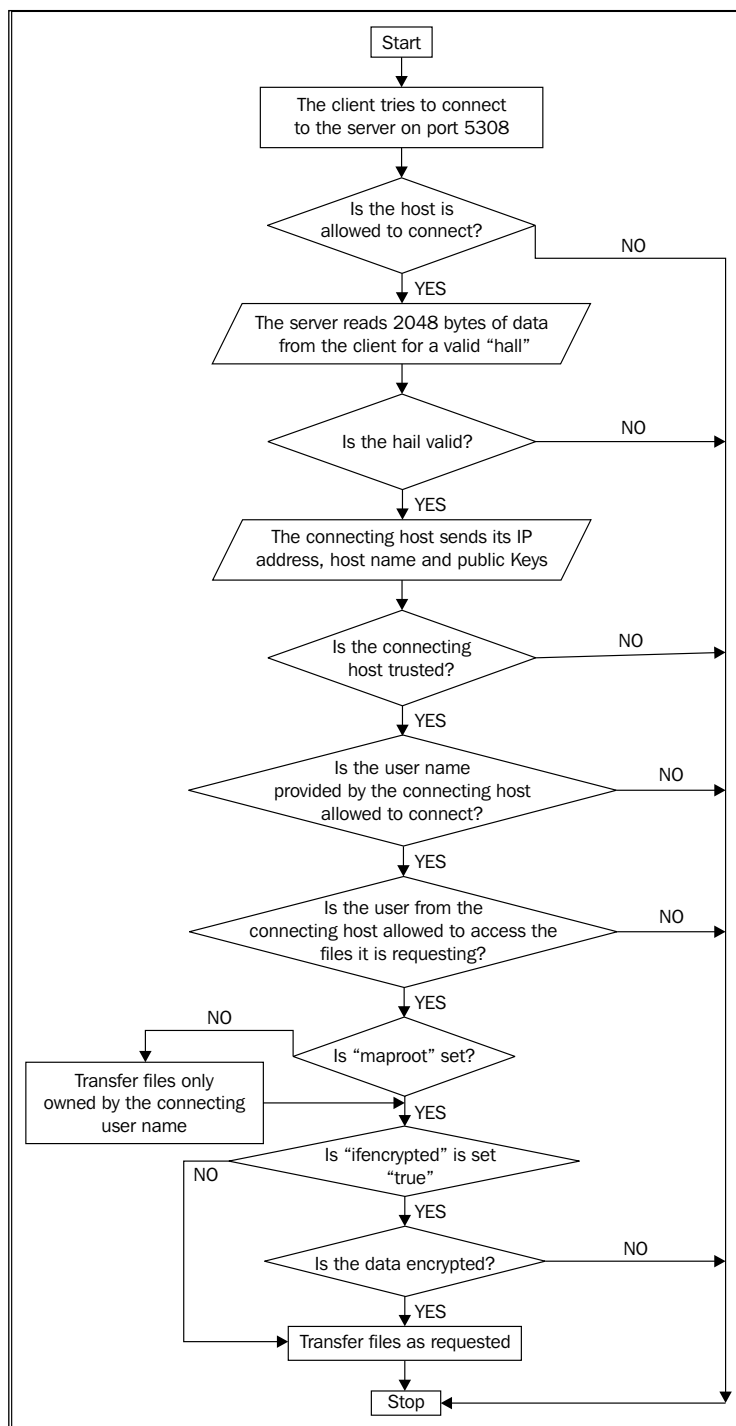 Start
The client tries to connect
to the server on port 5308
Is the host is
allowed to connect?
NO
YES
The server reads 2048 bytes of data
from the client for a valid “hall”
Is the hail valid?
NO
YES
The connecting host sends its IP
address, host name and public Keys
Is the connecting
host trusted?
NO
YES
Is the user name
provided by the connecting host
allowed to connect?
NO
YES
Is the user from the
connecting host allowed to access the
files it is requesting?
NO
YES
Is “maproot” set?
NO
Transfer files only
owned by the connecting
user name
YES
Is “ifencrypted” is set
“true”
NO
YES
Is the data encrypted?
NO
YES
Transfer files as requested
Stop